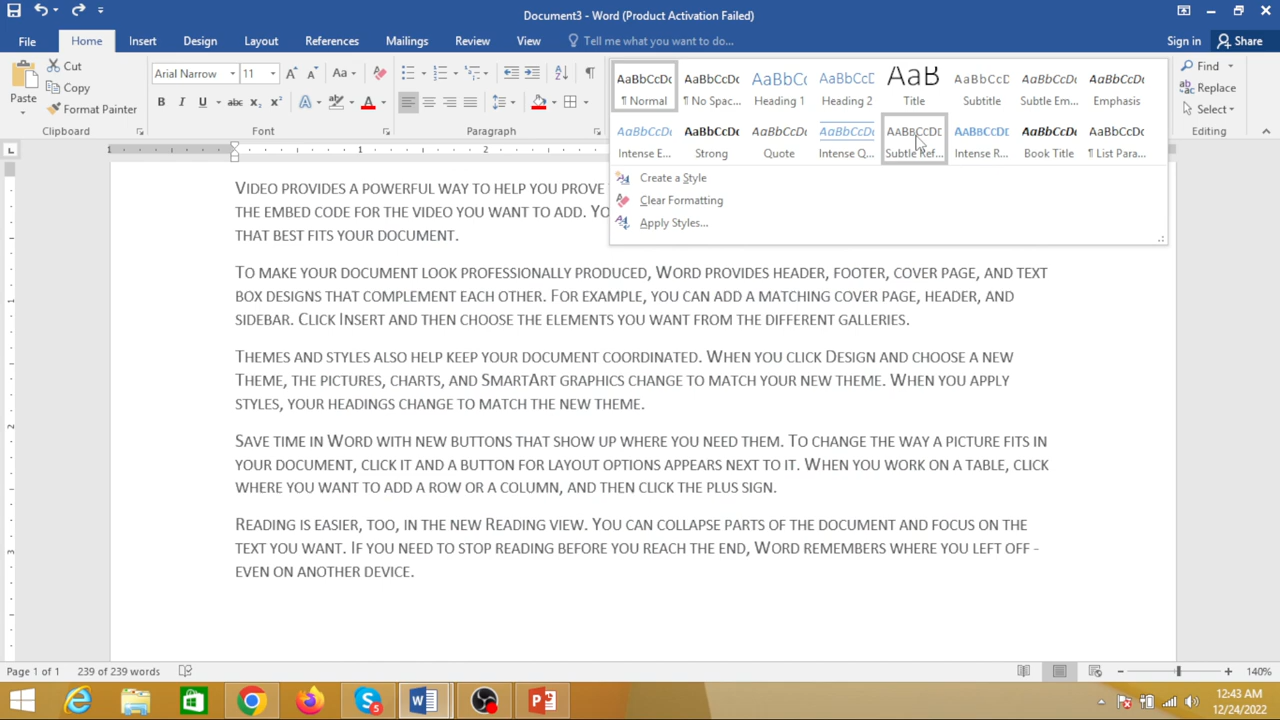 Document3 - Word (Product Activation Failed)
File Home Insert Design Layout References Mailings Review View Tell me what you want to do... Sign in Share
Paste Cut Copy Format Painter Clipboard
Arial Narrow 11 Aa
B I U abc x₂ x² A A Font
Paragraph
AaBbCcDc AaBbCcDc AaBbCc AaBbCcD AaB AaBbCcD AaBbCcDc AaBbCcDc
¶ Normal ¶ No Spac... Heading 1 Heading 2 Title Subtitle Subtle Em... Emphasis
AaBbCcDc AaBbCcDc AaBbCcDc AaBbCcDc AaBbCcDc AaBbCcDc AaBbCcDc AaBbCcDc
Intense E... Strong Quote Intense Q... Subtle Ref... Intense R... Book Title ¶ List Para...
Create a Style
Clear Formatting
Apply Styles...
Find
Replace
Select
Editing
VIDEO PROVIDES A POWERFUL WAY TO HELP YOU PROVE
THE EMBED CODE FOR THE VIDEO YOU WANT TO ADD.
THAT BEST FITS YOUR DOCUMENT.
TO MAKE YOUR DOCUMENT LOOK PROFESSIONALLY PRODUCED, WORD PROVIDES HEADER, FOOTER, COVER PAGE, AND TEXT
BOX DESIGNS THAT COMPLEMENT EACH OTHER. FOR EXAMPLE, YOU CAN ADD A MATCHING COVER PAGE, HEADER, AND
SIDEBAR. CLICK INSERT AND THEN CHOOSE THE ELEMENTS YOU WANT FROM THE DIFFERENT GALLERIES.
THEMES AND STYLES ALSO HELP KEEP YOUR DOCUMENT COORDINATED. WHEN YOU CLICK DESIGN AND CHOOSE A NEW
THEME, THE PICTURES, CHARTS, AND SMARTART GRAPHICS CHANGE TO MATCH YOUR NEW THEME. WHEN YOU APPLY
STYLES, YOUR HEADINGS CHANGE TO MATCH THE NEW THEME.
SAVE TIME IN WORD WITH NEW BUTTONS THAT SHOW UP WHERE YOU NEED THEM. TO CHANGE THE WAY A PICTURE FITS IN
YOUR DOCUMENT, CLICK IT AND A BUTTON FOR LAYOUT OPTIONS APPEARS NEXT TO IT. WHEN YOU WORK ON A TABLE, CLICK
WHERE YOU WANT TO ADD A ROW OR A COLUMN, AND THEN CLICK THE PLUS SIGN.
READING IS EASIER, TOO, IN THE NEW READING VIEW. YOU CAN COLLAPSE PARTS OF THE DOCUMENT AND FOCUS ON THE
TEXT YOU WANT. IF YOU NEED TO STOP READING BEFORE YOU REACH THE END, WORD REMEMBERS WHERE YOU LEFT OFF -
EVEN ON ANOTHER DEVICE.
Page 1 of 1 239 of 239 words 140%
12:43 AM
12/24/2022